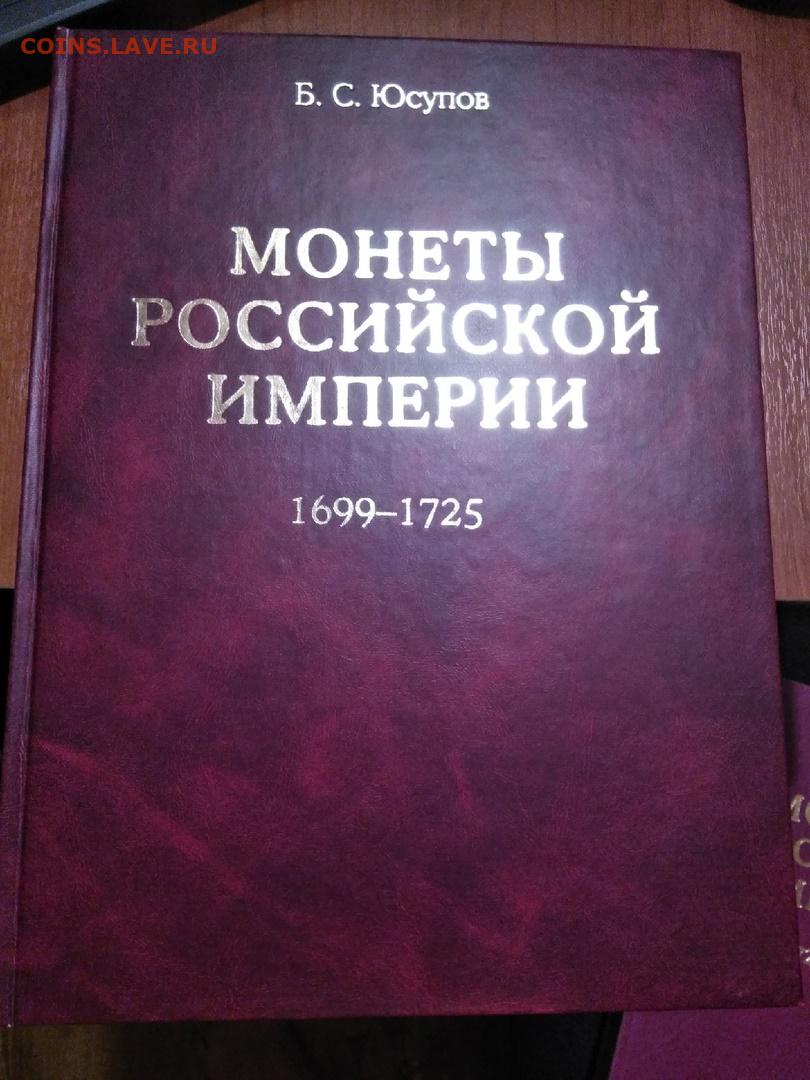 COINS.LAVE.RU
Б. С. Юсупов
МОНЕТЫ
РОССИЙСКОЙ
ИМПЕРИИ
1699–1725